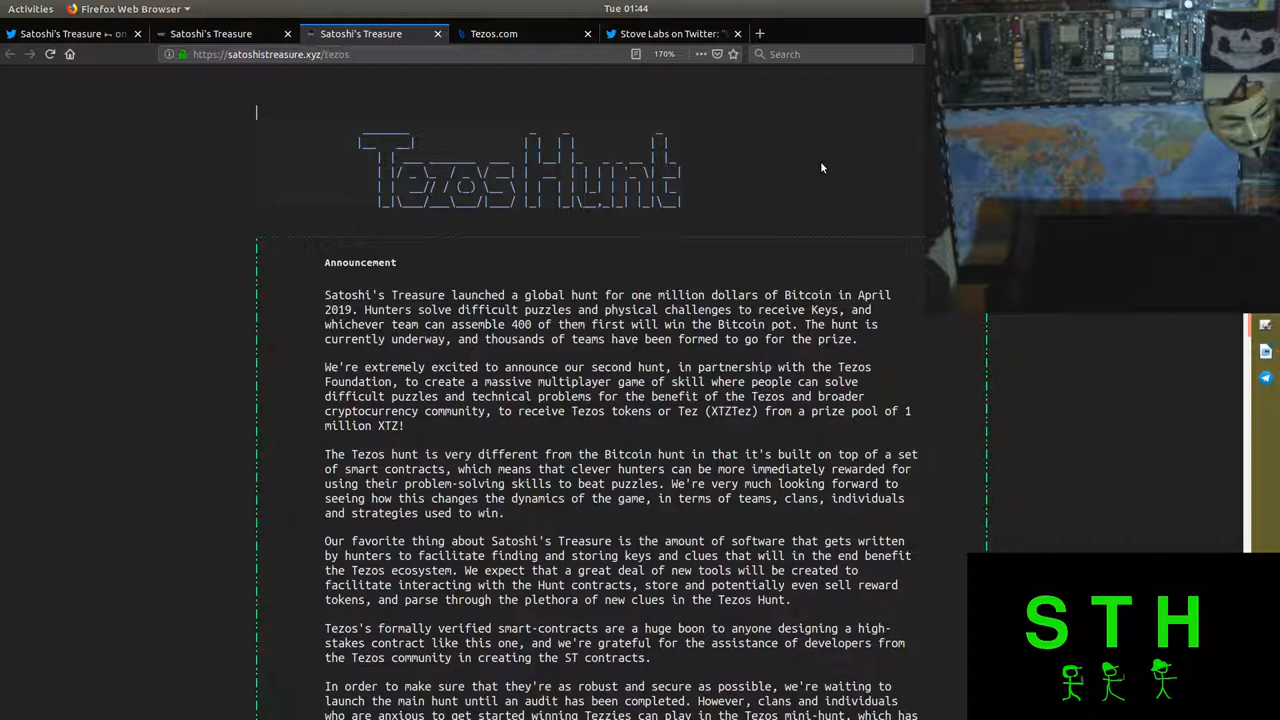 Activities
Firefox Web Browser
Tue 01:44
Satoshi's Treasure on
Satoshi's Treasure
Satoshi's Treasure
Tezos.com
Stove Labs on Twitter: "
https://satoshistreasure.xyz/tezos
170%
Search
TezosHunt
Announcement
Satoshi's Treasure launched a global hunt for one million dollars of Bitcoin in April
2019. Hunters solve difficult puzzles and physical challenges to receive Keys, and
whichever team can assemble 400 of them first will win the Bitcoin pot. The hunt is
currently underway, and thousands of teams have been formed to go for the prize.
We're extremely excited to announce our second hunt, in partnership with the Tezos
Foundation, to create a massive multiplayer game of skill where people can solve
difficult puzzles and technical problems for the benefit of the Tezos and broader
cryptocurrency community, to receive Tezos tokens or Tez (XTZTez) from a prize pool of 1
million XTZ!
The Tezos hunt is very different from the Bitcoin hunt in that it's built on top of a set
of smart contracts, which means that clever hunters can be more immediately rewarded for
using their problem-solving skills to beat puzzles. We're very much looking forward to
seeing how this changes the dynamics of the game, in terms of teams, clans, individuals
and strategies used to win.
Our favorite thing about Satoshi's Treasure is the amount of software that gets written
by hunters to facilitate finding and storing keys and clues that will in the end benefit
the Tezos ecosystem. We expect that a great deal of new tools will be created to
facilitate interacting with the Hunt contracts, store and potentially even sell reward
tokens, and parse through the plethora of new clues in the Tezos Hunt.
Tezos's formally verified smart-contracts are a huge boon to anyone designing a high-
stakes contract like this one, and we're grateful for the assistance of developers from
the Tezos community in creating the ST contracts.
In order to make sure that they're as robust and secure as possible, we're waiting to
launch the main hunt until an audit has been completed. However, clans and individuals
who are anxious to get started winning Tezzies can play in the Tezos mini-hunt, which has
STH